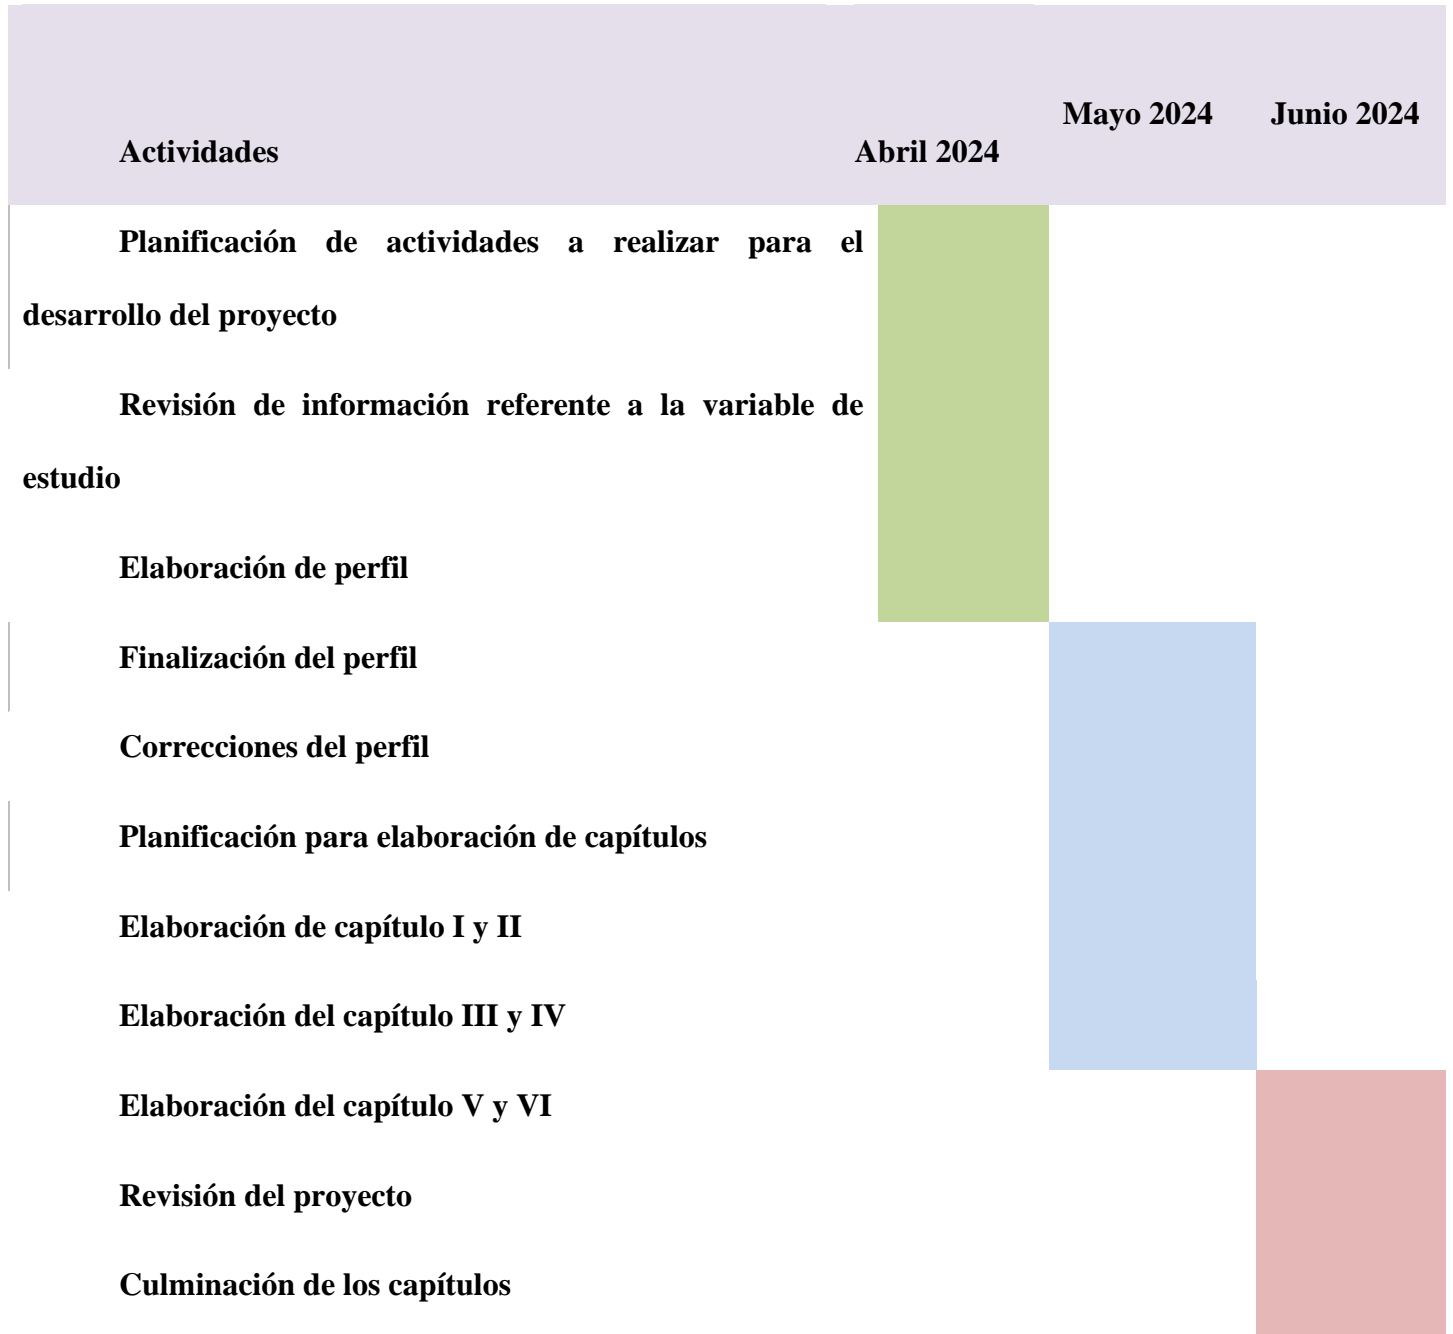 Mayo 2024 Junio 2024
Actividades Abril 2024
Planificación de actividades a realizar para el
desarrollo del proyecto
Revisión de información referente a la variable de
estudio
Elaboración de perfil
Finalización del perfil
Correcciones del perfil
Planificación para elaboración de capítulos
Elaboración de capítulo I y II
Elaboración del capítulo III y IV
Elaboración del capítulo V y VI
Revisión del proyecto
Culminación de los capítulos